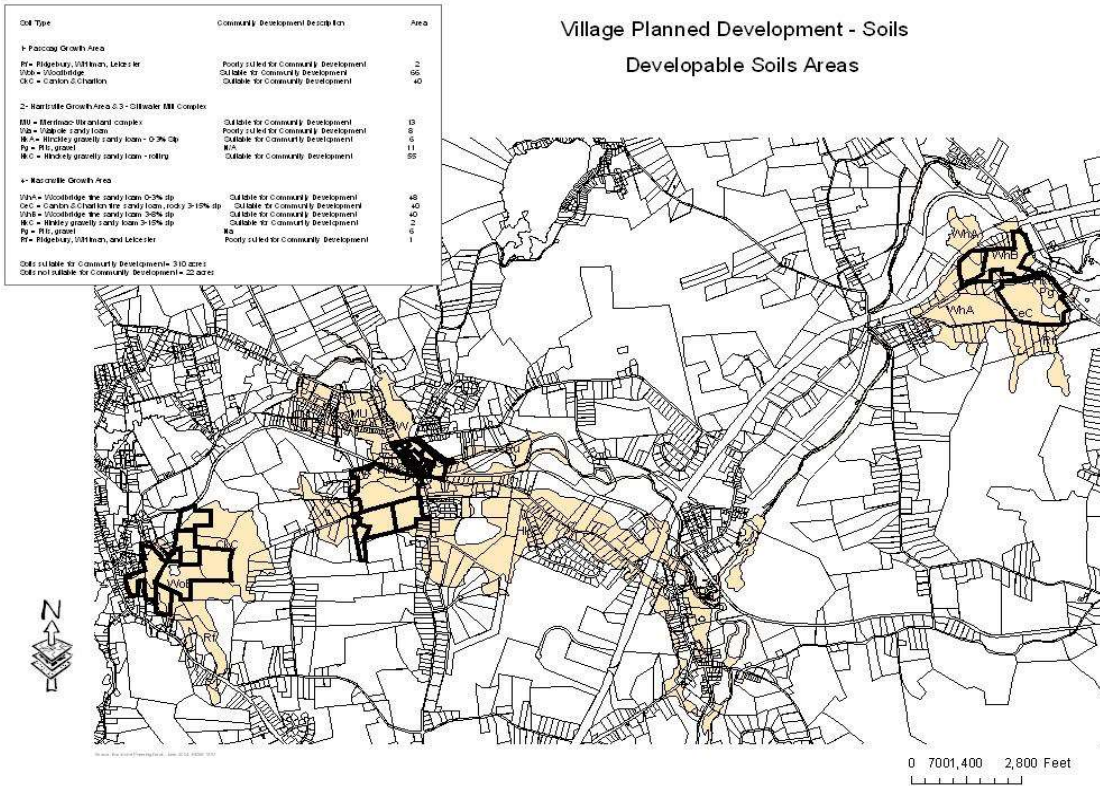 Village Planned Development - Soils
Developable Soils Areas
Soil Type Community Development Description Area
1- Pascoag Growth Area
Rf = Ridgebury, Whitman, Leicester Poorly suited for Community Development 2
Wob = Woodbridge Suitable for Community Development 66
CkC = Canton & Charlton Suitable for Community Development 40
2- Harrisville Growth Area & 3 - Stillwater Mill Complex
MU = Merrimac-Urban land complex Suitable for Community Development 13
Wa = Walpole sandy loam Poorly suited for Community Development 8
HkA = Hinckley gravelly sandy loam - 0-3% Slp Suitable for Community Development 6
Pg = Pits, gravel N/A 11
HkC = Hinckely gravelly sandy loam - rolling Suitable for Community Development 55
4- Nasonville Growth Area
WhA = Woodbridge fine sandy loam 0-3% slp Suitable for Community Development 48
CeC = Canton & Charlton fine sandy loam, rocky 3-15% slp Suitable for Community Development 40
WhB = Woodbridge fine sandy loam 3-8% slp Suitable for Community Development 40
HkC = Hinkley gravelly sandy loam 3-15% slp Suitable for Community Development 2
Pg = Pits, gravel Na 6
Rf = Ridgebury, Whitman, and Leicester Poorly suited for Community Development 1
Soils suitable for Community Development = 310 acres
Soils not suitable for Community Development = 22 acres
WhA
WhB
Pg
WhA
CeC
MU
W
CkC
WoB
Rf
N
0 7001,400 2,800 Feet